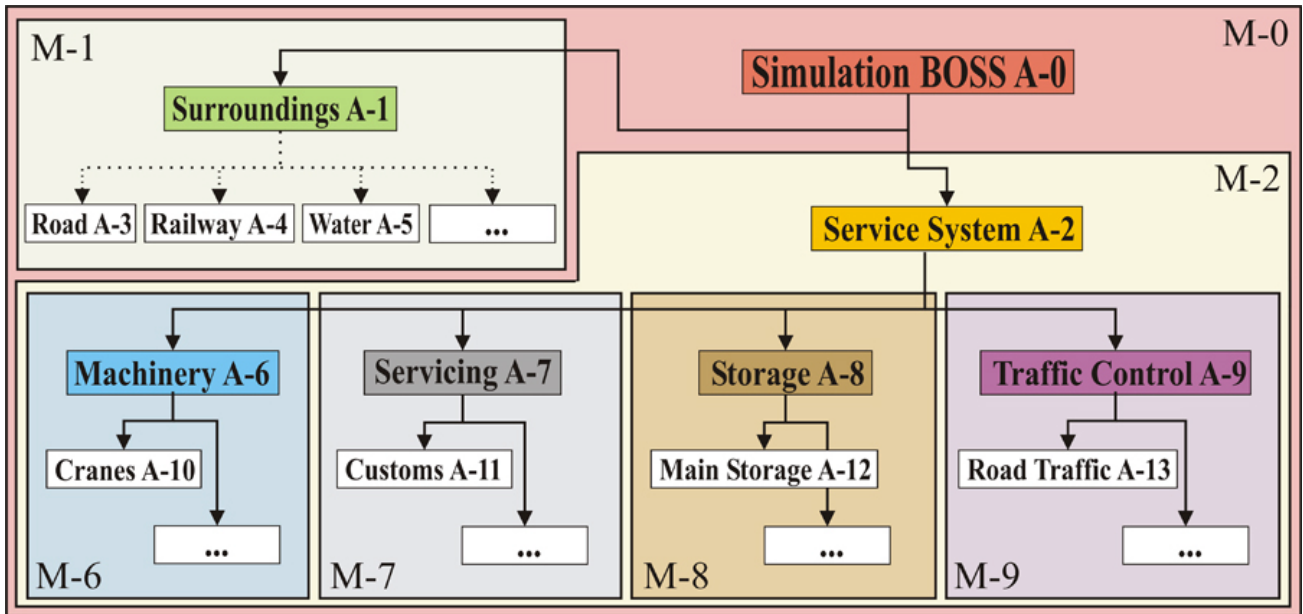 M-1
M-0
Simulation BOSS A-0
Surroundings A-1
M-2
Road A-3
Railway A-4
Water A-5
...
Service System A-2
Machinery A-6
Servicing A-7
Storage A-8
Traffic Control A-9
Cranes A-10
Customs A-11
Main Storage A-12
Road Traffic A-13
...
...
...
...
M-6
M-7
M-8
M-9